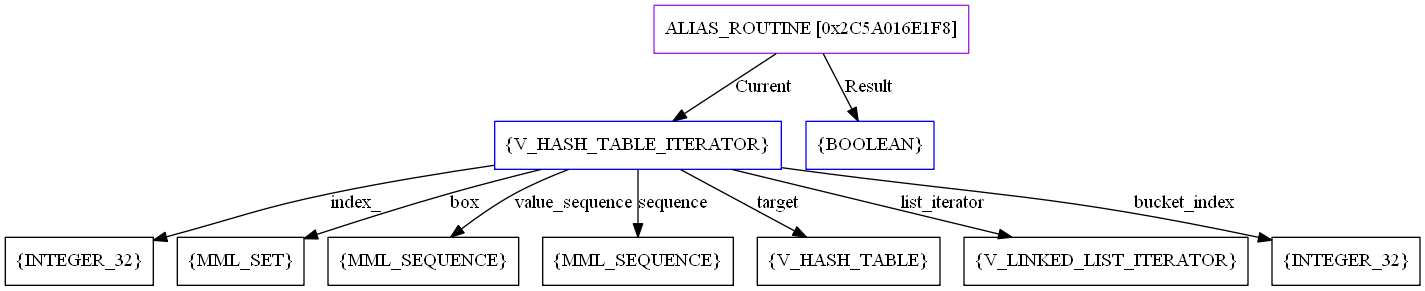 ALIAS_ROUTINE [0x2C5A016E1F8]
Current
Result
{V_HASH_TABLE_ITERATOR}
{BOOLEAN}
index_
box
value_sequence
sequence
target
list_iterator
bucket_index
{INTEGER_32}
{MML_SET}
{MML_SEQUENCE}
{MML_SEQUENCE}
{V_HASH_TABLE}
{V_LINKED_LIST_ITERATOR}
{INTEGER_32}